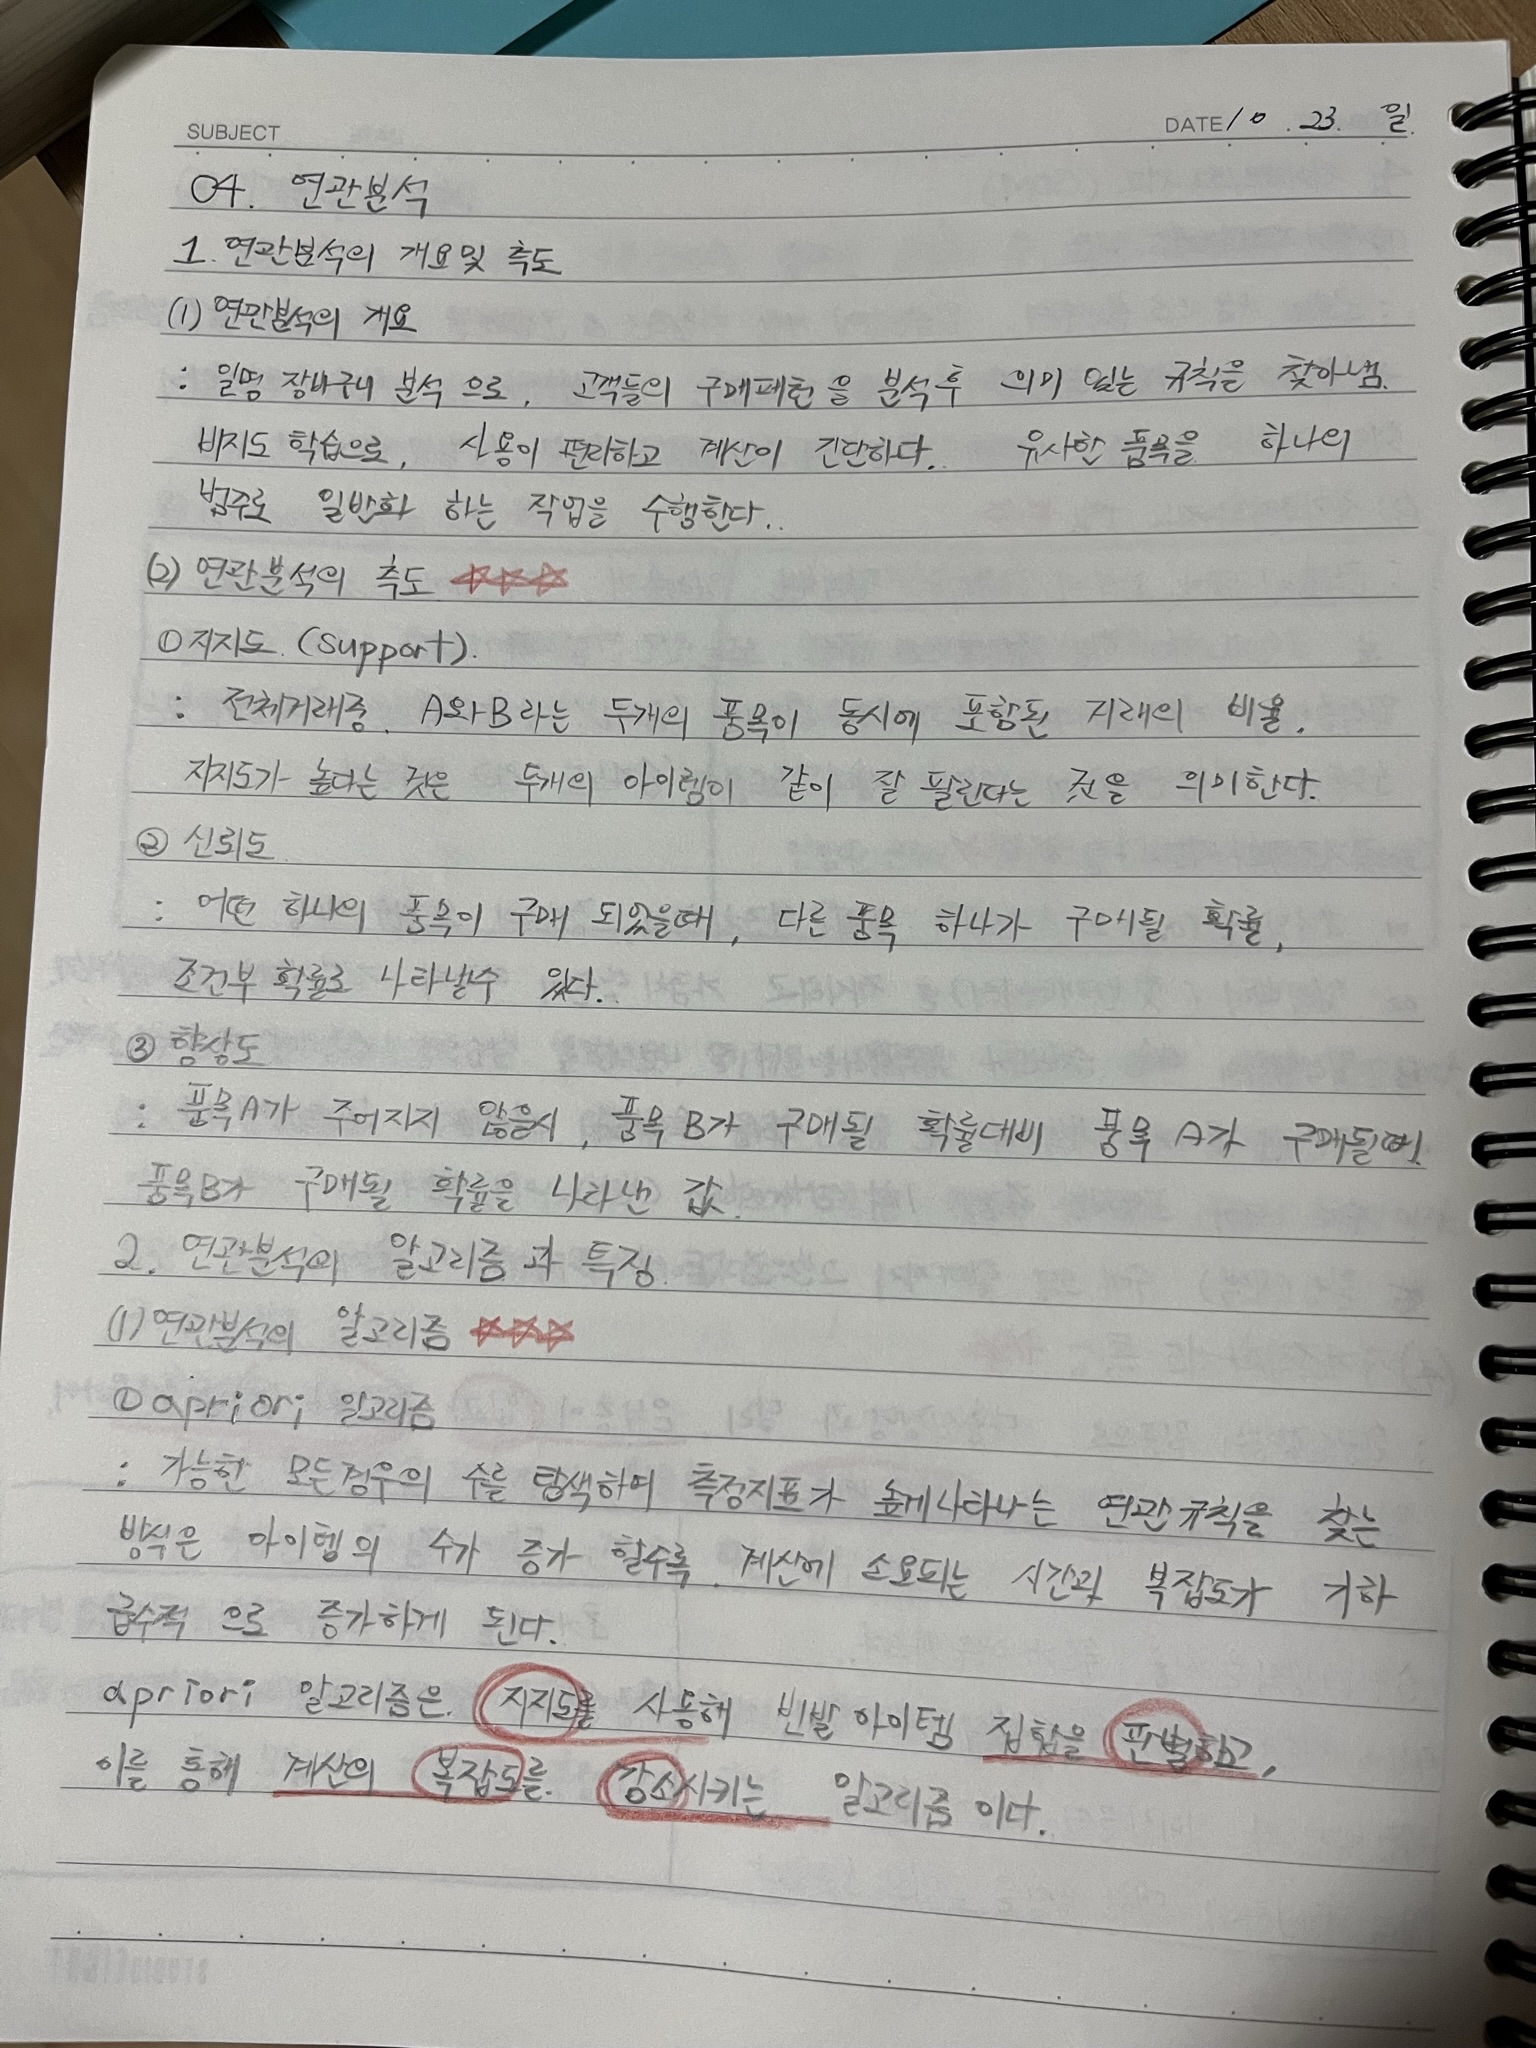 SUBJECT
DATE 10 . 23. 일.
04. 연관분석
1. 연관분석의 개요 및 측도
(1) 연관분석의 개요
: 일명 장바구니 분석 으로, 고객들의 구매패턴을 분석 후 의미 있는 규칙을 찾아냄.
비지도 학습으로, 사용이 편리하고 계산이 간단하다. 유사한 품목을 하나의
범주로 일반화 하는 작업을 수행한다.
(2) 연관분석의 측도 ☆☆☆
① 지지도 (support).
: 전체거래중, A와 B라는 두개의 품목이 동시에 포함된 거래의 비율.
지지도가 높다는 것은 두개의 아이템이 같이 잘 팔린다는 것을 의미한다.
② 신뢰도
: 어떤 하나의 품목이 구매 되었을때, 다른 품목 하나가 구매될 확률,
조건부 확률로 나타낼수 있다.
③ 향상도
: 품목A가 주어지지 않을시, 품목 B가 구매될 확률대비 품목 A가 구매될때
품목B가 구매될 확률을 나타낸 값.
2. 연관분석의 알고리즘과 특징.
(1) 연관분석의 알고리즘 ☆☆☆
① apriori 알고리즘
: 가능한 모든경우의 수를 탐색하여 측정지표가 높게나타나는 연관규칙을 찾는
방식은 아이템의 수가 증가 할수록, 계산에 소요되는 시간과 복잡도가 기하
급수적 으로 증가하게 된다.
apriori 알고리즘은 지지도를 사용해 빈발 아이템 집합을 판별하고,
이를 통해 계산의 복잡도를 감소시키는 알고리즘 이다.